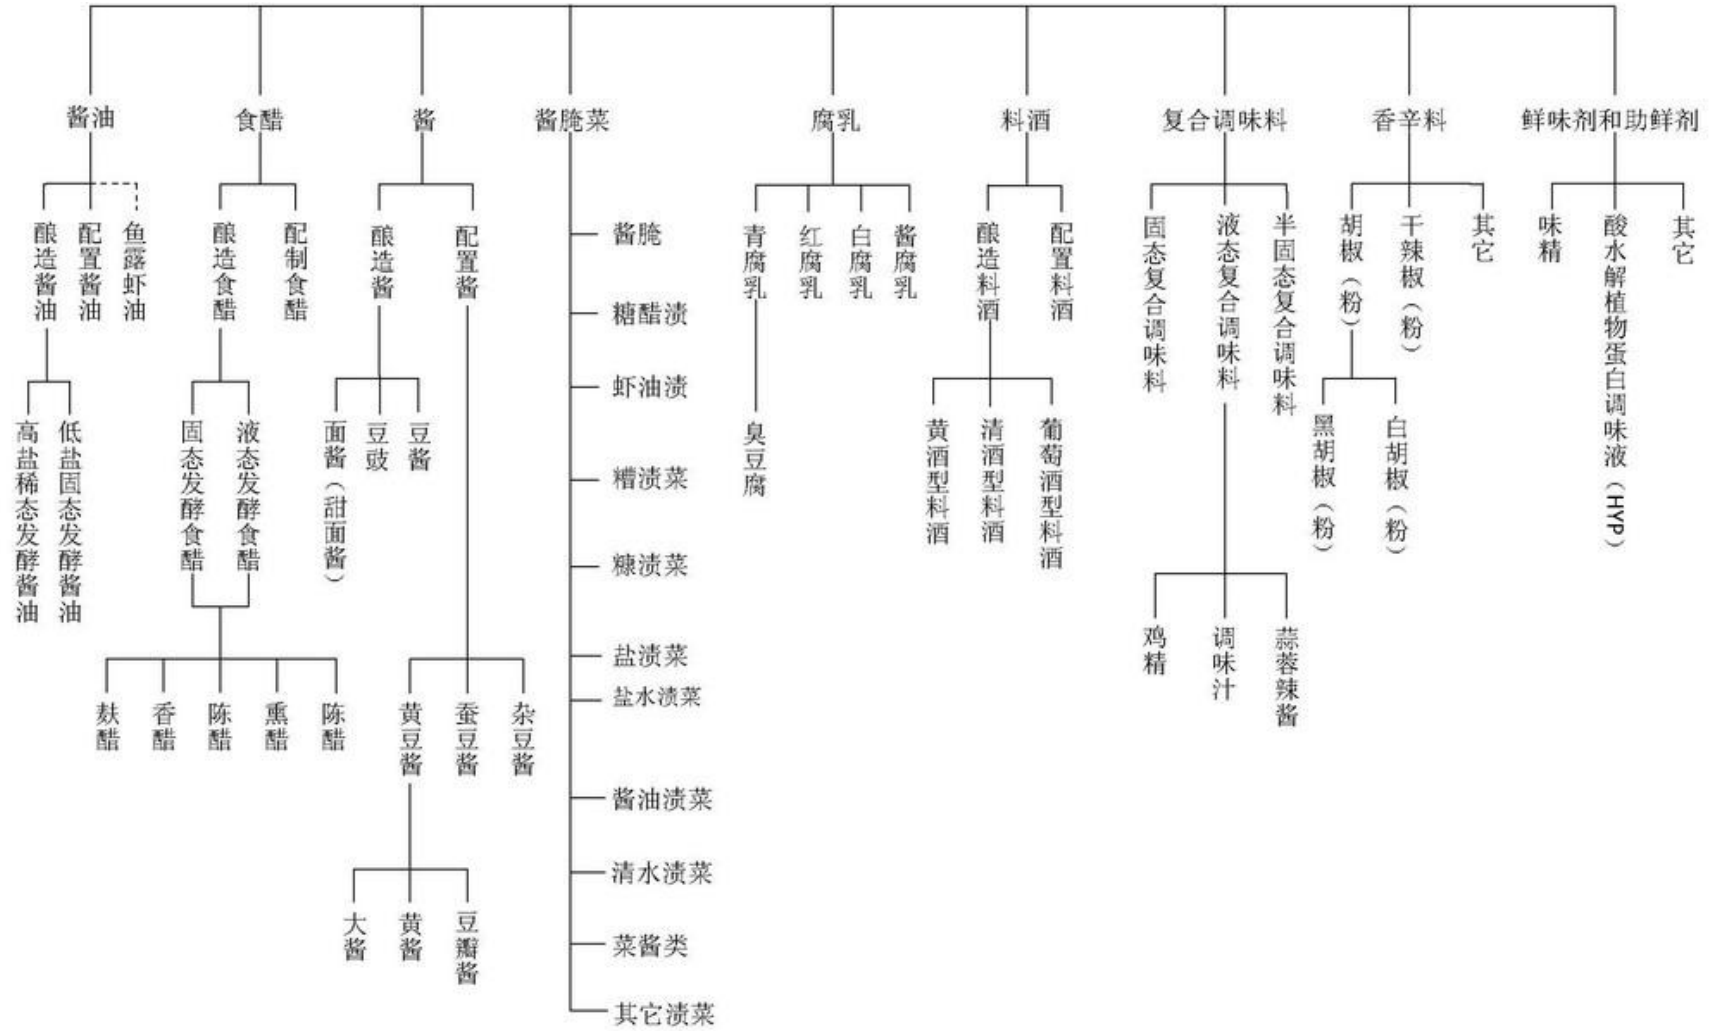 酱油
食醋
酱
酱腌菜
腐乳
料酒
复合调味料
香辛料
鲜味剂和助鲜剂
酿造酱油
配置酱油
鱼露虾油
高盐稀态发酵酱油
低盐固态发酵酱油
酿造食醋
配制食醋
固态发酵食醋
液态发酵食醋
麸醋
香醋
陈醋
熏醋
陈醋
酿造酱
配置酱
面酱（甜面酱）
豆豉
豆酱
黄豆酱
蚕豆酱
杂豆酱
大酱
黄酱
豆瓣酱
酱腌
糖醋渍
虾油渍
糟渍菜
糠渍菜
盐渍菜
盐水渍菜
酱油渍菜
清水渍菜
菜酱类
其它渍菜
青腐乳
红腐乳
白腐乳
酱腐乳
臭豆腐
酿造料酒
配置料酒
黄酒型料酒
清酒型料酒
葡萄酒型料酒
固态复合调味料
液态复合调味料
半固态复合调味料
鸡精
调味汁
蒜蓉辣酱
胡椒（粉）
干辣椒（粉）
其它
黑胡椒（粉）
白胡椒（粉）
味精
酸水解植物蛋白调味液（HYP）
其它